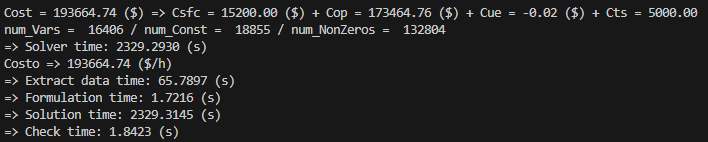 Cost = 193664.74 ($) => Csfc = 15200.00 ($) + Cop = 173464.76 ($) + Cue = -0.02 ($) + Cts = 5000.00
num_Vars =  16406 / num_Const =  18855 / num_NonZeros =  132804
=> Solver time: 2329.2930 (s)
Costo => 193664.74 ($/h)
=> Extract data time: 65.7897 (s)
=> Formulation time: 1.7216 (s)
=> Solution time: 2329.3145 (s)
=> Check time: 1.8423 (s)